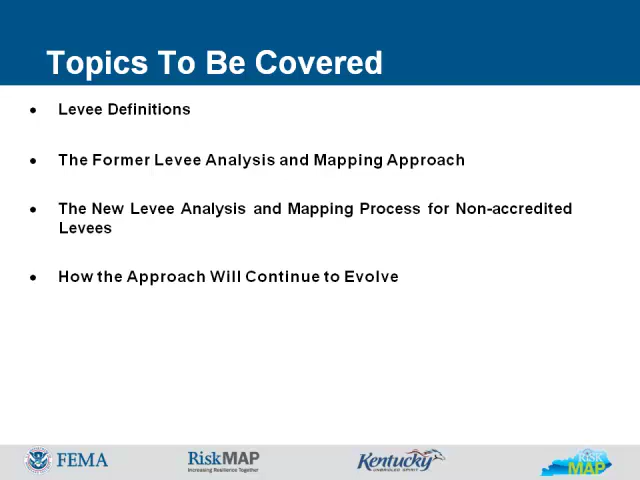 Topics To Be Covered
• Levee Definitions
• The Former Levee Analysis and Mapping Approach
• The New Levee Analysis and Mapping Process for Non-accredited
Levees
• How the Approach Will Continue to Evolve
FEMA
RiskMAP
Increasing Resilience Together
Kentucky
UNBRIDLED SPIRIT
RISK
MAP